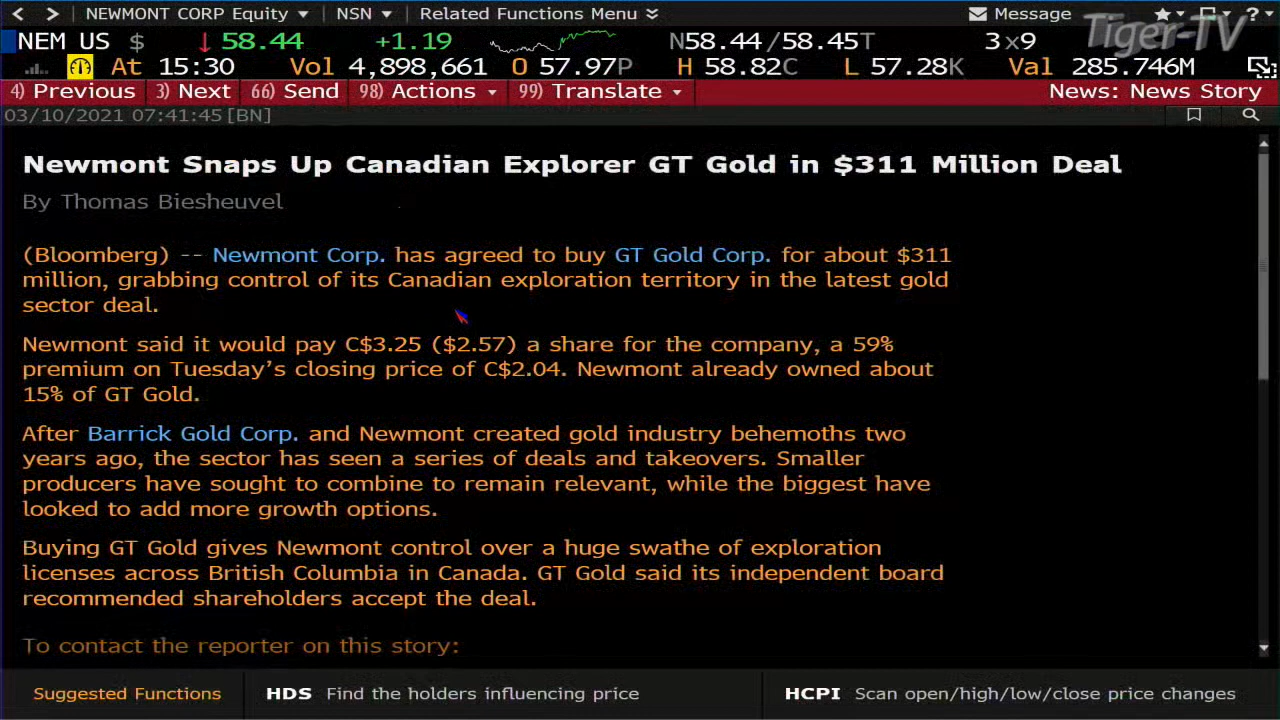 < > NEWMONT CORP Equity ▾ NSN ▾ Related Functions Menu Message ? Tiger-TV
NEM US $ ↓ 58.44 +1.19 N58.44/58.45T 3x9
At 15:30 Vol 4,898,661 O 57.97P H 58.82C L 57.28K Val 285.746M
4) Previous 3) Next 66) Send 98) Actions 99) Translate News: News Story
03/10/2021 07:41:45 [BN]
Newmont Snaps Up Canadian Explorer GT Gold in $311 Million Deal
By Thomas Biesheuvel
(Bloomberg) -- Newmont Corp. has agreed to buy GT Gold Corp. for about $311
million, grabbing control of its Canadian exploration territory in the latest gold
sector deal.
Newmont said it would pay C$3.25 ($2.57) a share for the company, a 59%
premium on Tuesday's closing price of C$2.04. Newmont already owned about
15% of GT Gold.
After Barrick Gold Corp. and Newmont created gold industry behemoths two
years ago, the sector has seen a series of deals and takeovers. Smaller
producers have sought to combine to remain relevant, while the biggest have
looked to add more growth options.
Buying GT Gold gives Newmont control over a huge swathe of exploration
licenses across British Columbia in Canada. GT Gold said its independent board
recommended shareholders accept the deal.
To contact the reporter on this story:
Suggested Functions HDS Find the holders influencing price HCPI Scan open/high/low/close price changes